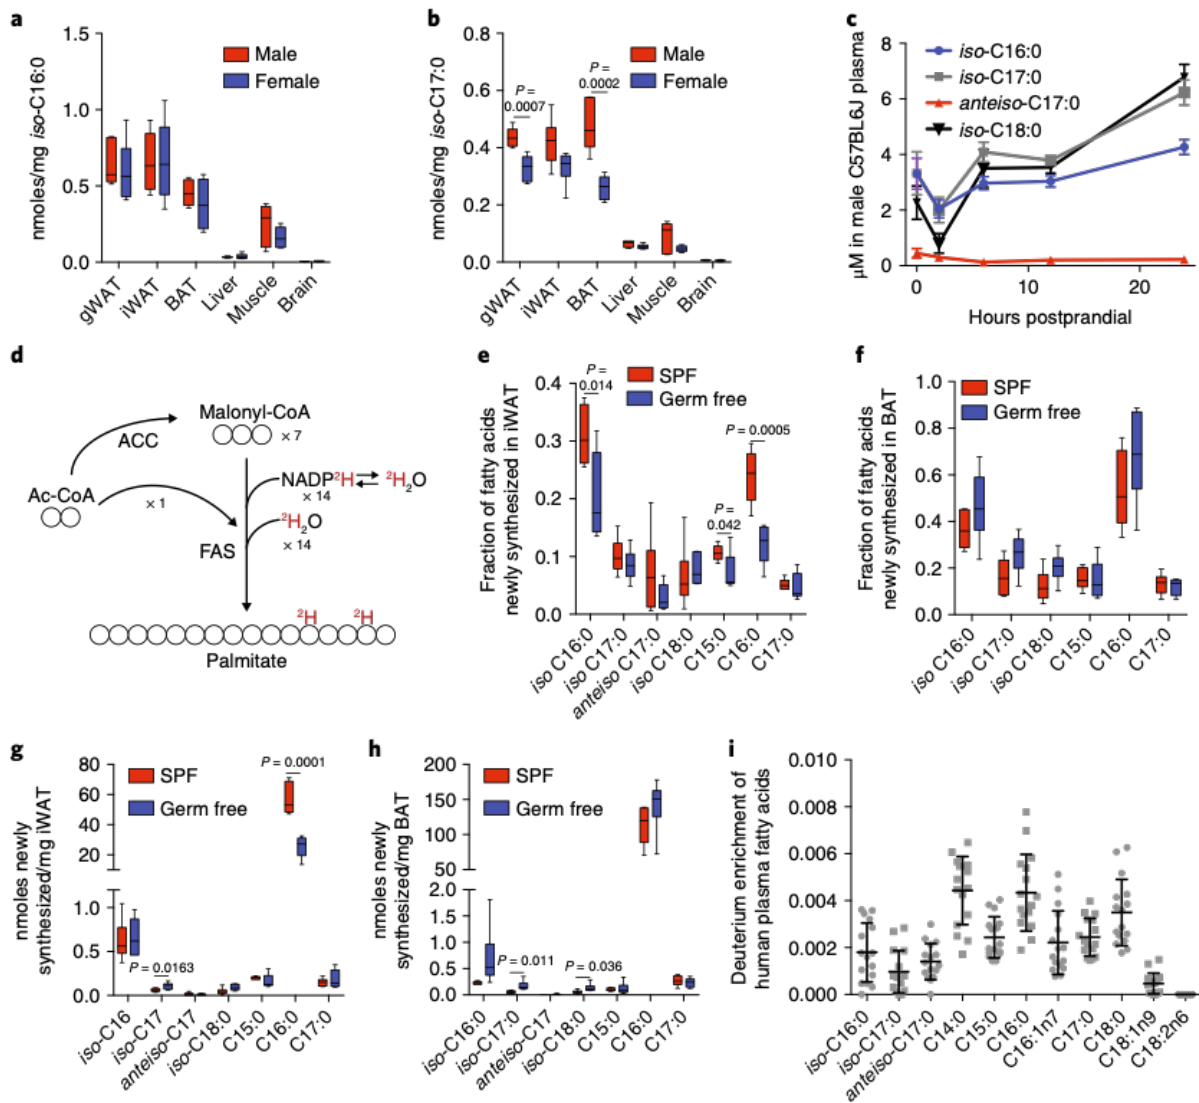 a
nmoles/mg iso-C16:0
1.5
1.0
0.5
0.0
Male
Female
gWAT
iWAT
BAT
Liver
Muscle
Brain
b
nmoles/mg iso-C17:0
0.8
0.6
0.4
0.2
0.0
Male
Female
P =
0.0007
P =
0.0002
gWAT
iWAT
BAT
Liver
Muscle
Brain
c
µM in male C57BL6J plasma
8
6
4
2
0
iso-C16:0
iso-C17:0
anteiso-C17:0
iso-C18:0
0
10
20
Hours postprandial
d
Malonyl-CoA
× 7
ACC
Ac-CoA
× 1
NADP²H
²H₂O
× 14
²H₂O
× 14
FAS
²H
²H
Palmitate
e
Fraction of fatty acids
newly synthesized in iWAT
0.4
0.3
0.2
0.1
0.0
P =
0.014
SPF
Germ free
P = 0.0005
P =
0.042
iso C16:0
iso C17:0
anteiso C17:0
iso C18:0
C15:0
C16:0
C17:0
f
Fraction of fatty acids
newly synthesized in BAT
1.0
0.8
0.6
0.4
0.2
0.0
SPF
Germ free
iso C16:0
iso C17:0
iso C18:0
C15:0
C16:0
C17:0
g
nmoles newly
synthesized/mg iWAT
80
60
40
20
1.0
0.5
0.0
SPF
Germ free
P = 0.0001
P = 0.0163
iso-C16
iso-C17
anteiso-C17
iso-C18:0
C15:0
C16:0
C17:0
h
nmoles newly
synthesized/mg BAT
200
150
100
50
2.0
1.5
1.0
0.5
0.0
SPF
Germ free
P = 0.011
P = 0.036
iso-C16:0
iso-C17:0
anteiso-C17
iso-C18:0
C15:0
C16:0
C17:0
i
Deuterium enrichment of
human plasma fatty acids
0.010
0.008
0.006
0.004
0.002
0.000
iso-C16:0
iso-C17:0
anteiso-C17:0
C14:0
C15:0
C16:0
C16:1n7
C17:0
C18:0
C18:1n9
C18:2n6